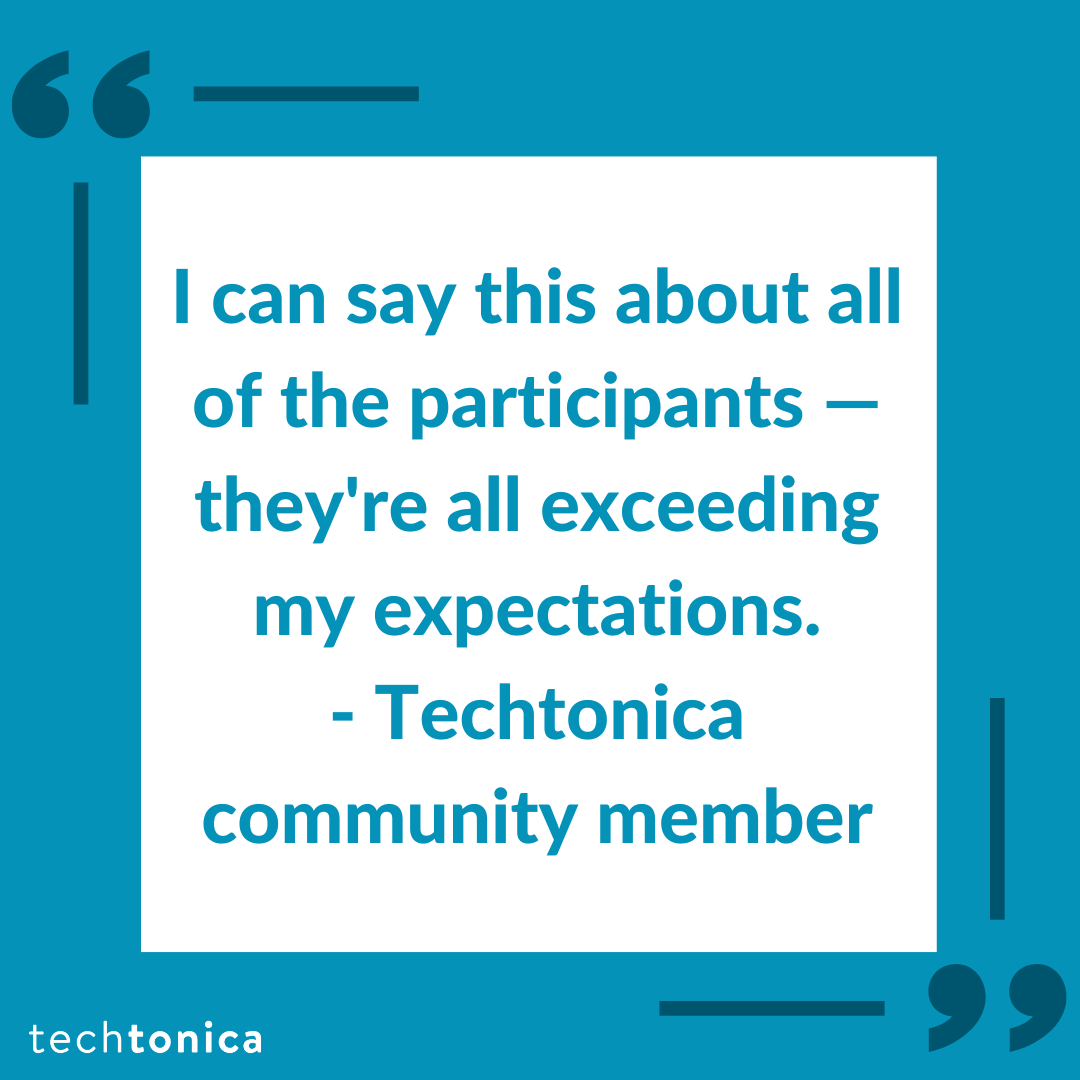 I can say this about all
of the participants —
they're all exceeding
my expectations.
- Techtonica
community member
techtonica